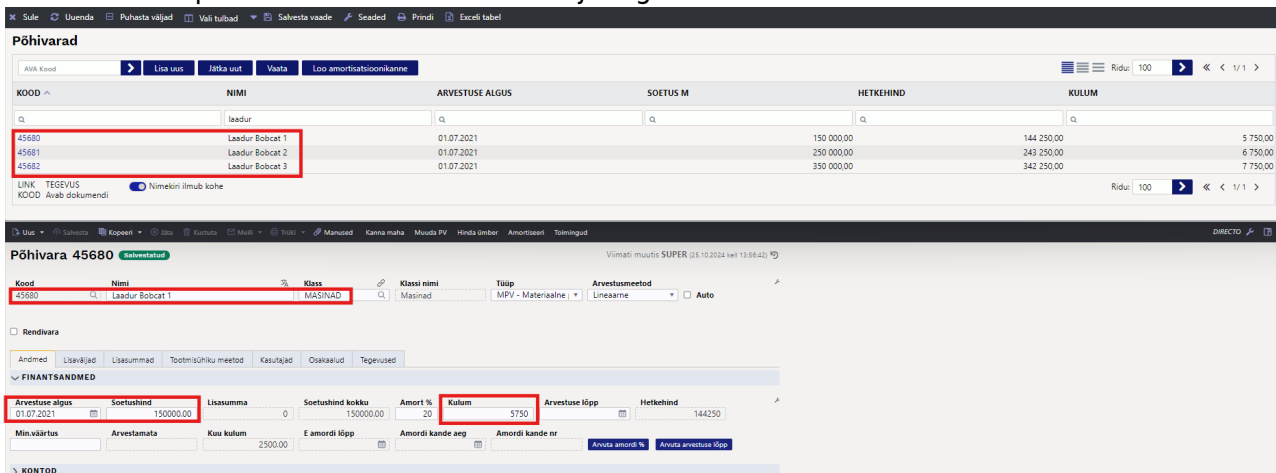 Sule Uuenda Puhasta väljad Vali tulbad Salvesta vaade Seaded Prindi Exceli tabel
Põhivarad
AVA Kood Lisa uus Jätka uut Vaata Loo amortisatsioonikanne Ridu: 100 1/ 1
KOOD NIMI ARVESTUSE ALGUS SOETUS M HETKEHIND KULUM
laadur
45680 Laadur Bobcat 1 01.07.2021 150 000,00 144 250,00 5 750,00
45681 Laadur Bobcat 2 01.07.2021 250 000,00 243 250,00 6 750,00
45682 Laadur Bobcat 3 01.07.2021 350 000,00 342 250,00 7 750,00
LINK TEGEVUS Nimekiri ilmub kohe Ridu: 100 1/ 1
KOOD Avab dokumendi
Uus Salvesta Kopeeri Jäta Kustuta Meili Trüki Manused Kanna maha Muuda PV Hinda ümber Amortiseeri Toimingud DIRECTO
Põhivara 45680 Salvestatud Viimati muutis SUPER (25.10.2024 kell 13:56:42)
Kood Nimi Klass Klassi nimi Tüüp Arvestusmeetod
45680 Laadur Bobcat 1 MASINAD Masinad MPV - Materiaalne Lineaarne Auto
Rendivara
Andmed Lisaväljad Lisasummad Tootmisühiku meetod Kasutajad Osakaalud Tegevused
FINANTSANDMED
Arvestuse algus Soetushind Lisasumma Soetushind kokku Amort % Kulum Arvestuse lõpp Hetkehind
01.07.2021 150000.00 0 150000.00 20 5750 144250
Min.väärtus Arvestamata Kuu kulum E amordi lõpp Amordi kande aeg Amordi kande nr
2500.00 Arvuta amordi % Arvuta arvestuse lõpp
KONTOD